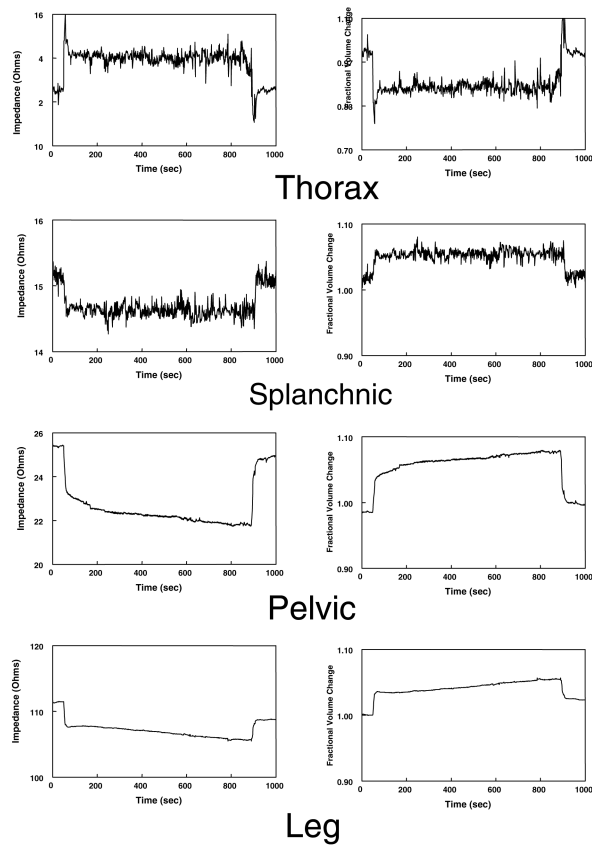 16
4
2
10
Impedance (Ohms)
0 200 400 600 800 1000
Time (sec)
1.10
0.90
0.80
0.70
Fractional Volume Change
0 200 400 600 800 1000
Time (sec)
Thorax
16
15
14
Impedance (Ohms)
0 200 400 600 800 1000
Time (sec)
1.10
1.00
0.90
Fractional Volume Change
0 200 400 600 800 1000
Time (sec)
Splanchnic
26
24
22
20
Impedance (Ohms)
0 200 400 600 800 1000
Time (sec)
1.10
1.00
0.90
Fractional Volume Change
0 200 400 600 800 1000
Time (sec)
Pelvic
120
110
100
Impedance (Ohms)
0 200 400 600 800 1000
Time (sec)
1.10
1.00
0.90
Fractional Volume Change
0 200 400 600 800 1000
Time (sec)
Leg